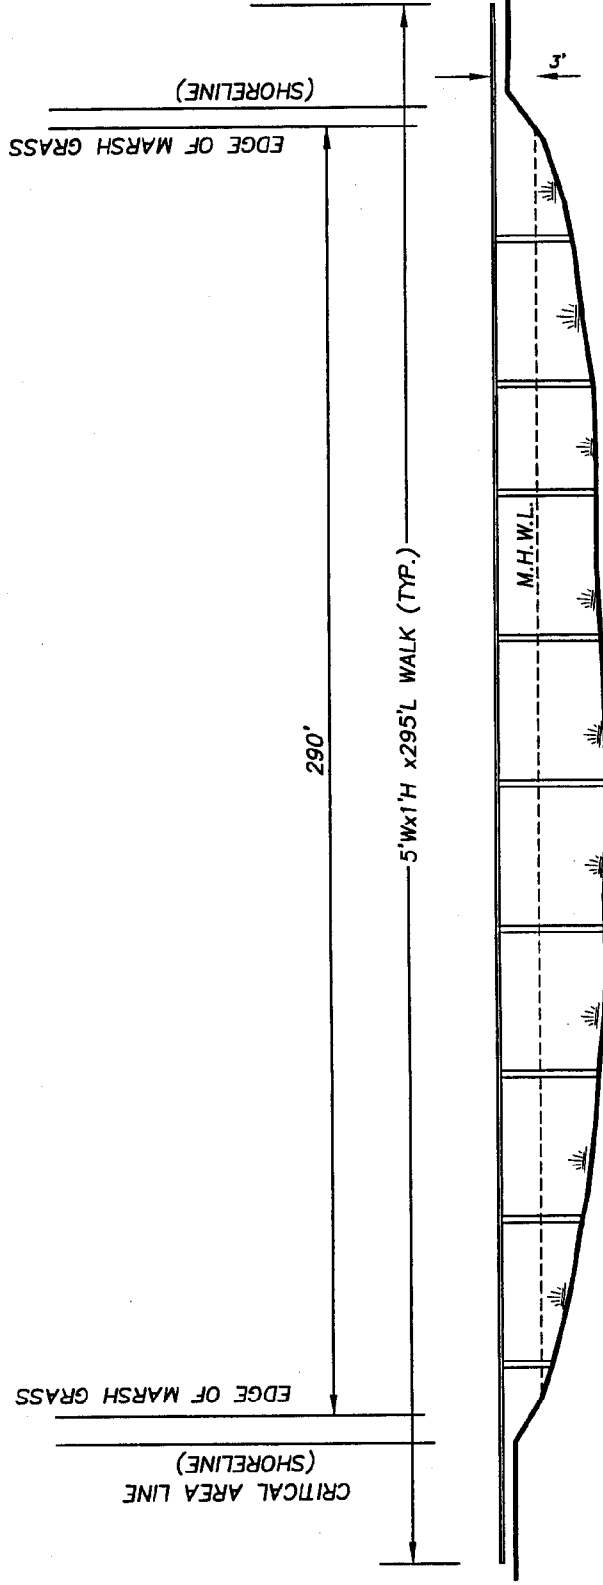 (SHORELINE)
EDGE OF MARSH GRASS
3'
290'
5'Wx1'H x295'L WALK (TYP.)
M.H.W.L.
EDGE OF MARSH GRASS
(SHORELINE)
CRITICAL AREA LINE